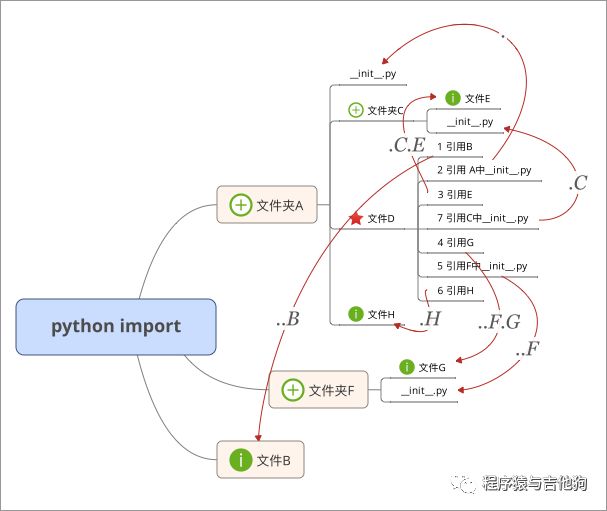 .
__init__.py
文件夹C
文件E
__init__.py
.C.E
1 引用B
2 引用 A中__init__.py
.C
3 引用E
文件夹A
文件D
7 引用C中__init__.py
4 引用G
5 引用F中__init__.py
6 引用H
文件H
.H
..B
..F.G
..F
python import
文件G
文件夹F
__init__.py
文件B
程序猿与吉他狗